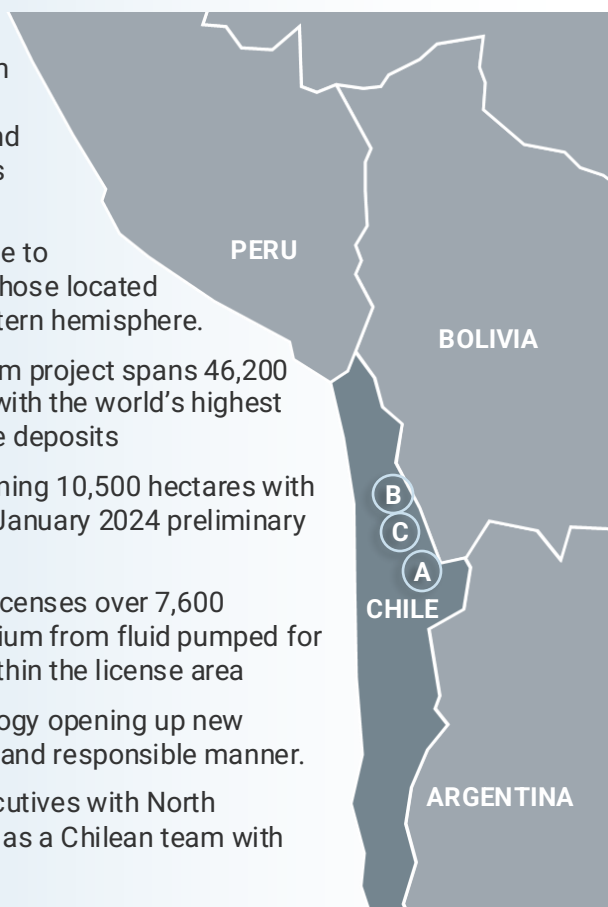 n
nd
s
e to
hose located
tern hemisphere.
m project spans 46,200
with the world’s highest
e deposits
ning 10,500 hectares with
January 2024 preliminary
censes over 7,600
ium from fluid pumped for
thin the license area
ogy opening up new
and responsible manner.
cutives with North
as a Chilean team with
PERU
BOLIVIA
B
C
A
CHILE
ARGENTINA